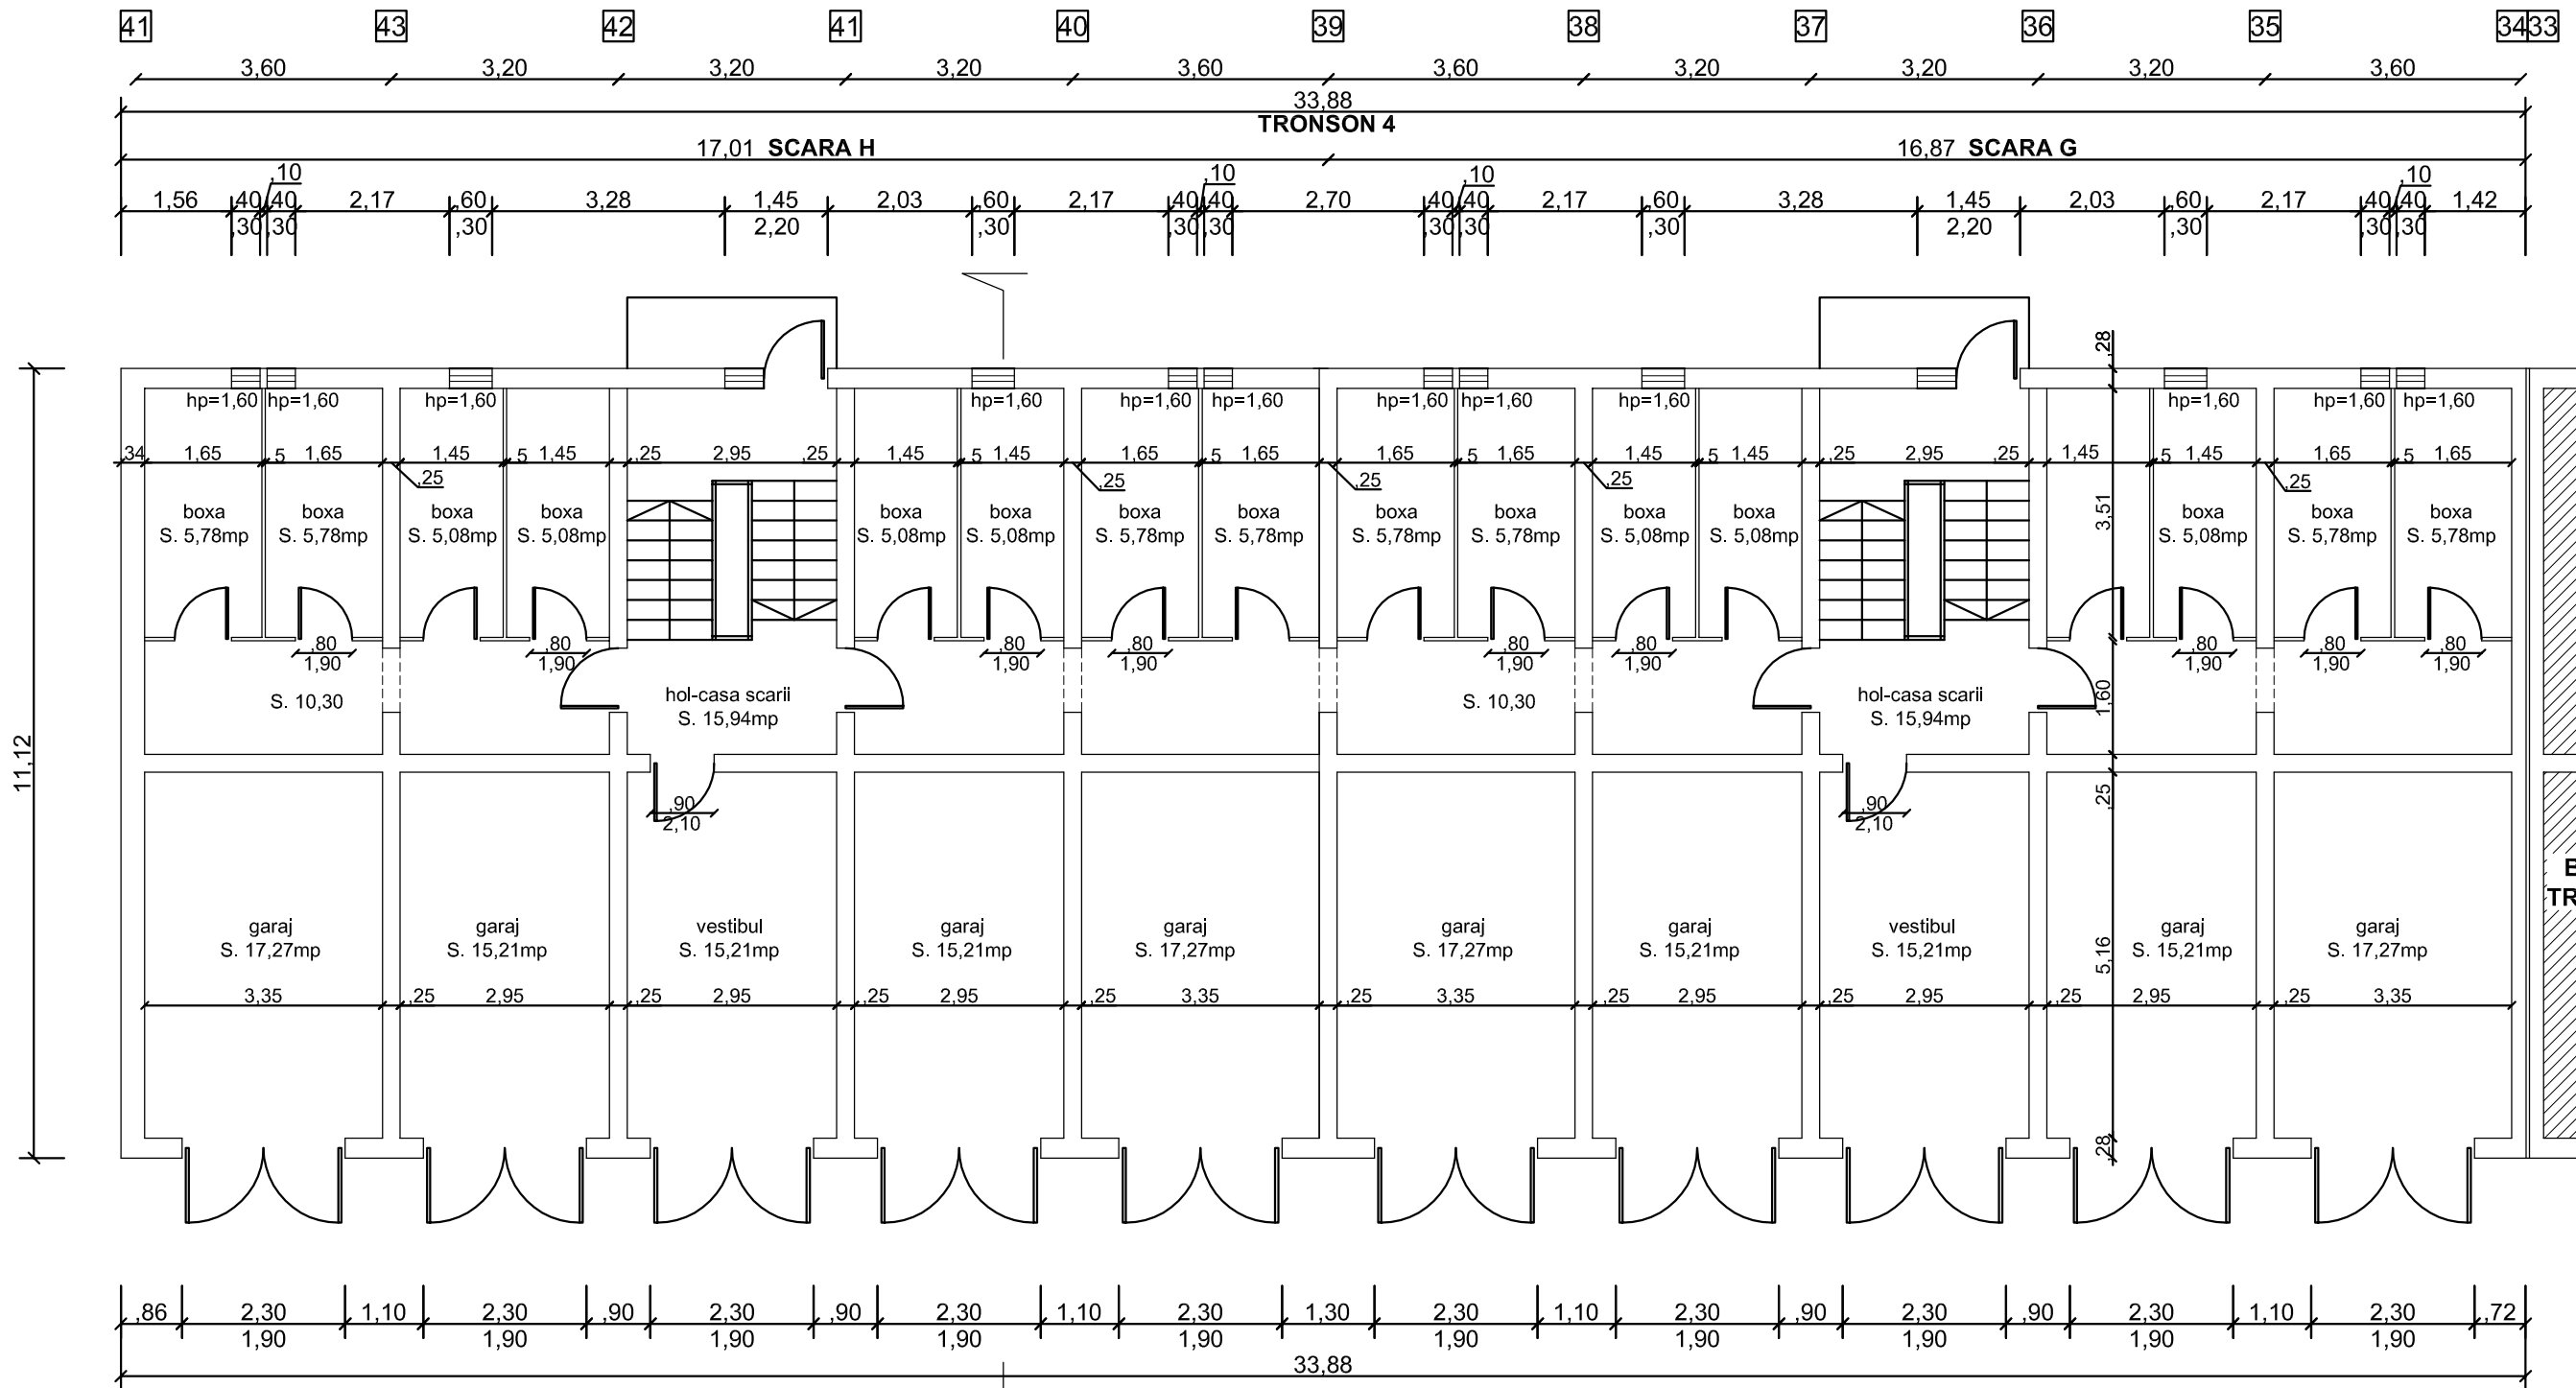 41 43 42 41 40 39 38 37 36 35 34 33
3,60 3,20 3,20 3,20 3,60 3,60 3,20 3,20 3,20 3,60
33,88
TRONSON 4
17,01 SCARA H 16,87 SCARA G
,10 ,10 ,10 ,10
1,56 ,40 ,40 2,17 ,60 3,28 1,45 2,03 ,60 2,17 ,40 ,40 2,70 ,40 ,40 2,17 ,60 3,28 1,45 2,03 ,60 2,17 ,40 ,40 1,42
,30 ,30 ,30 2,20 ,30 ,30 ,30 ,30 ,30 ,30 2,20 ,30 ,30 ,30
,28
hp=1,60 hp=1,60 hp=1,60 hp=1,60 hp=1,60 hp=1,60 hp=1,60 hp=1,60 hp=1,60 hp=1,60 hp=1,60 hp=1,60
,34 1,65 5 1,65 1,45 5 1,45 ,25 2,95 ,25 1,45 5 1,45 1,65 5 1,65 1,65 5 1,65 1,45 5 1,45 ,25 2,95 ,25 1,45 5 1,45 1,65 5 1,65
,25 ,25 ,25 ,25 ,25
boxa boxa boxa boxa boxa boxa boxa boxa boxa boxa boxa boxa boxa boxa boxa
S. 5,78mp S. 5,78mp S. 5,08mp S. 5,08mp S. 5,08mp S. 5,08mp S. 5,78mp S. 5,78mp S. 5,78mp S. 5,78mp S. 5,08mp S. 5,08mp S. 5,08mp S. 5,78mp S. 5,78mp
3,51
,80 ,80 ,80 ,80 ,80 ,80 ,80 ,80 ,80
1,90 1,90 1,90 1,90 1,90 1,90 1,90 1,90 1,90
S. 10,30 hol-casa scarii S. 10,30 hol-casa scarii 1,60
S. 15,94mp S. 15,94mp
11,12
,90 ,90 ,25
2,10 2,10
B
TR
garaj garaj vestibul garaj garaj garaj garaj vestibul garaj garaj
S. 17,27mp S. 15,21mp S. 15,21mp S. 15,21mp S. 17,27mp S. 17,27mp S. 15,21mp S. 15,21mp S. 15,21mp S. 17,27mp
5,16
3,35 ,25 2,95 ,25 2,95 ,25 2,95 ,25 3,35 ,25 3,35 ,25 2,95 ,25 2,95 ,25 2,95 ,25 3,35
,28
,86 2,30 1,10 2,30 ,90 2,30 ,90 2,30 1,10 2,30 1,30 2,30 1,10 2,30 ,90 2,30 ,90 2,30 1,10 2,30 ,72
1,90 1,90 1,90 1,90 1,90 1,90 1,90 1,90 1,90 1,90
33,88